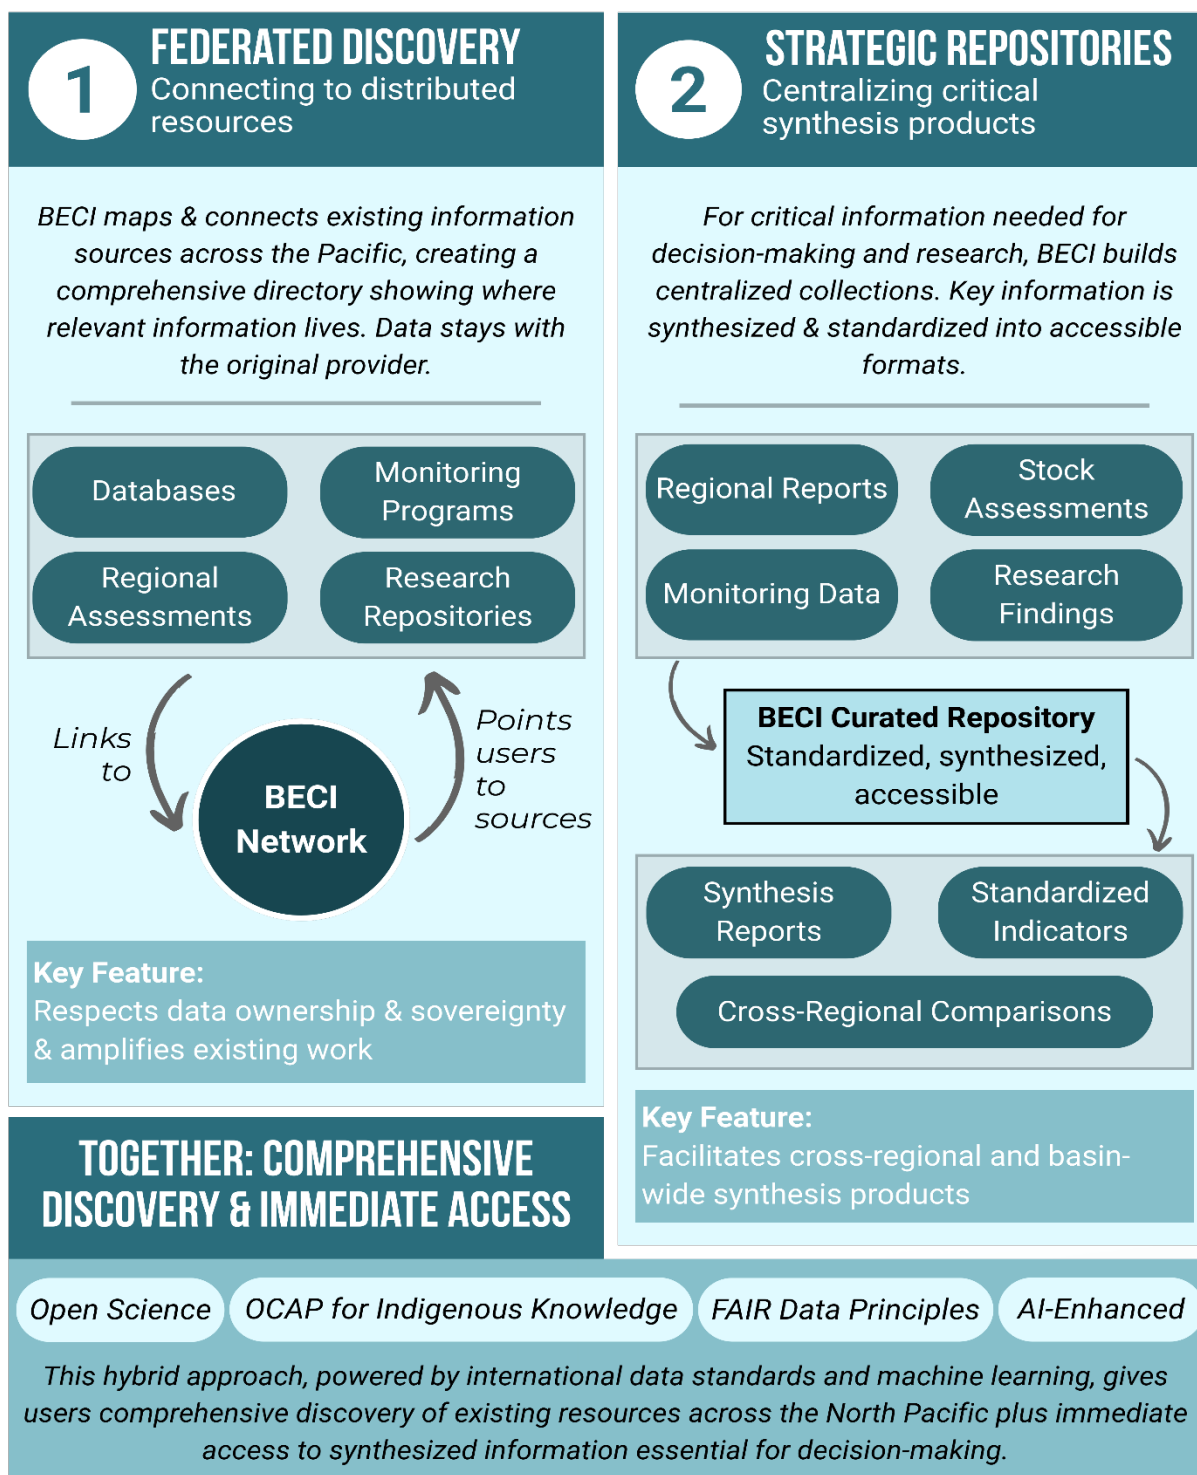 1
FEDERATED DISCOVERY
Connecting to distributed
resources
BECI maps & connects existing information
sources across the Pacific, creating a
comprehensive directory showing where
relevant information lives. Data stays with
the original provider.
Databases
Monitoring
Programs
Regional
Assessments
Research
Repositories
Links
to
BECI
Network
Points
users
to
sources
Key Feature:
Respects data ownership & sovereignty
& amplifies existing work
2
STRATEGIC REPOSITORIES
Centralizing critical
synthesis products
For critical information needed for
decision-making and research, BECI builds
centralized collections. Key information is
synthesized & standardized into accessible
formats.
Regional Reports
Stock
Assessments
Monitoring Data
Research
Findings
BECI Curated Repository
Standardized, synthesized,
accessible
Synthesis
Reports
Standardized
Indicators
Cross-Regional Comparisons
Key Feature:
Facilitates cross-regional and basin-
wide synthesis products
TOGETHER: COMPREHENSIVE
DISCOVERY & IMMEDIATE ACCESS
Open Science
OCAP for Indigenous Knowledge
FAIR Data Principles
AI-Enhanced
This hybrid approach, powered by international data standards and machine learning, gives
users comprehensive discovery of existing resources across the North Pacific plus immediate
access to synthesized information essential for decision-making.